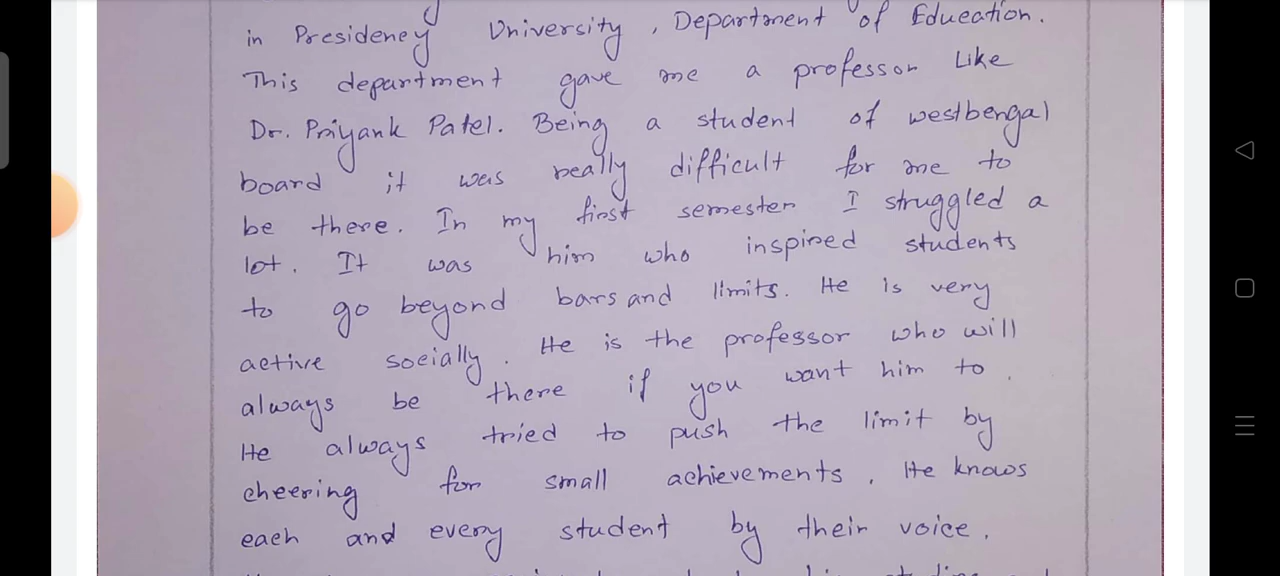 in Presidency University, Department of Education.
This department gave me a professor like
Dr. Priyank Patel. Being a student of westbengal
board it was really difficult for me to
be there. In my first semester I struggled a
lot. It was him who inspired students
to go beyond bars and limits. He is very
active socially. He is the professor who will
always be there if you want him to.
He always tried to push the limit by
cheering for small achievements. He knows
each and every student by their voice.